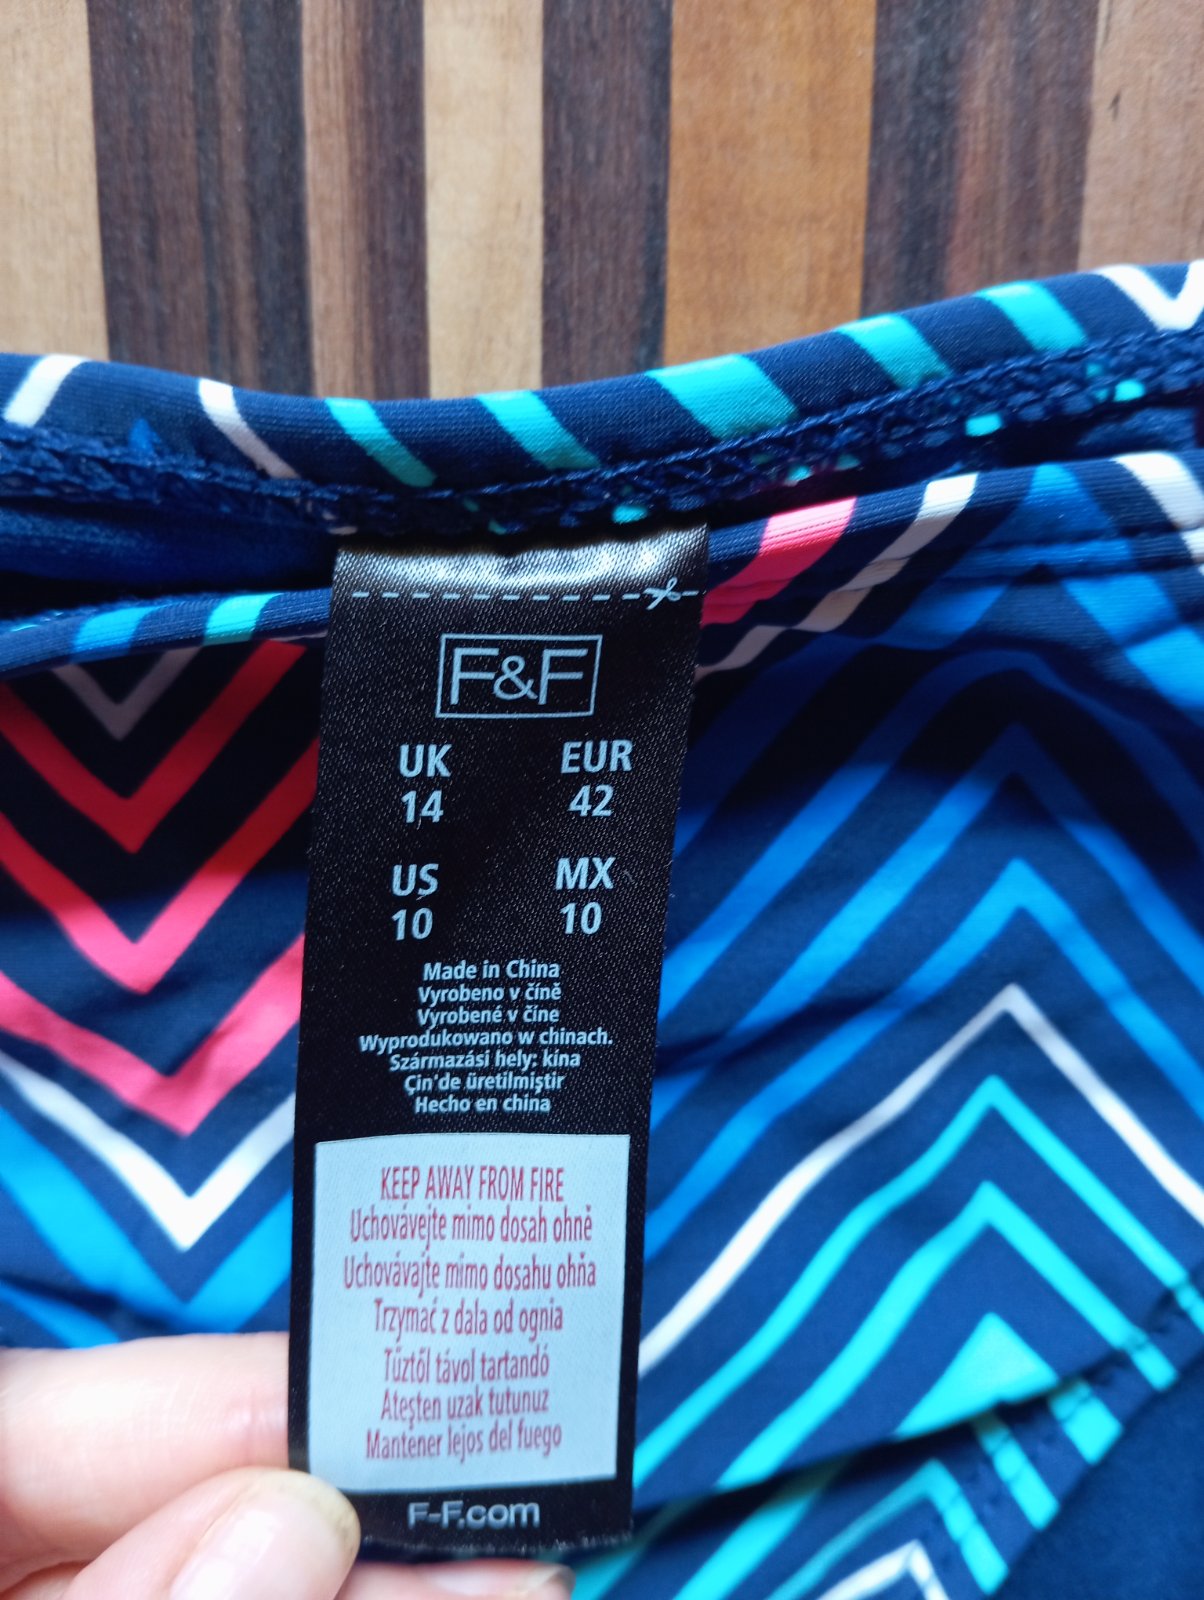 F&F
UK EUR
14 42
US MX
10 10
Made in China
Vyrobeno v číně
Vyrobené v číne
Wyprodukowano w chinach.
Származási hely: kína
Çin'de üretilmiştir
Hecho en china
KEEP AWAY FROM FIRE
Uchovávejte mimo dosah ohně
Uchovávajte mimo dosahu ohňa
Trzymać z dala od ognia
Tűztől távol tartandó
Ateşten uzak tutunuz
Mantener lejos del fuego
F-F.com